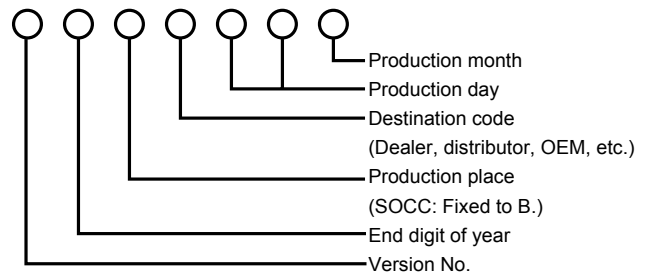 Production month
Production day
Destination code
(Dealer, distributor, OEM, etc.)
Production place
(SOCC: Fixed to B.)
End digit of year
Version No.